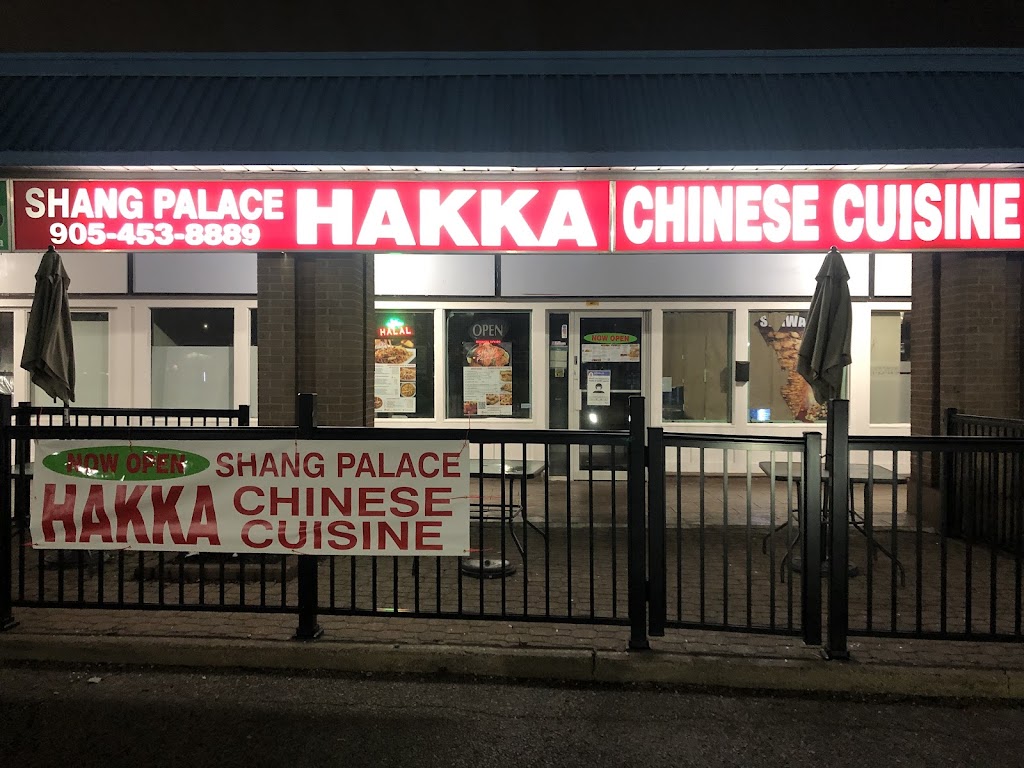 SHANG PALACE
905-453-8889
HAKKA
CHINESE CUISINE
HALAL
OPEN
NOW OPEN
NOW OPEN
SHANG PALACE
HAKKA
CHINESE
CUISINE